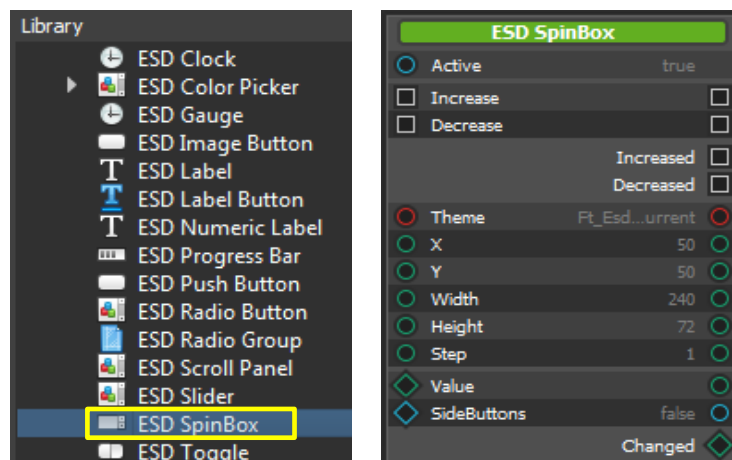 Library
ESD Clock
ESD Color Picker
ESD Gauge
ESD Image Button
ESD Label
ESD Label Button
ESD Numeric Label
ESD Progress Bar
ESD Push Button
ESD Radio Button
ESD Radio Group
ESD Scroll Panel
ESD Slider
ESD SpinBox
ESD Toggle
ESD SpinBox
Active true
Increase
Decrease
Increased
Decreased
Theme Ft_Esd...urrent
X 50
Y 50
Width 240
Height 72
Step 1
Value
SideButtons false
Changed